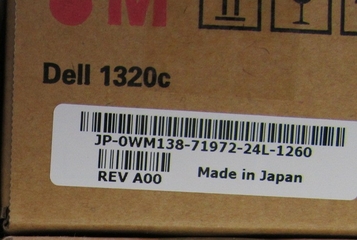 M
Dell 1320c
JP-0WM138-71972-24L-1260
REV A00 Made in Japan